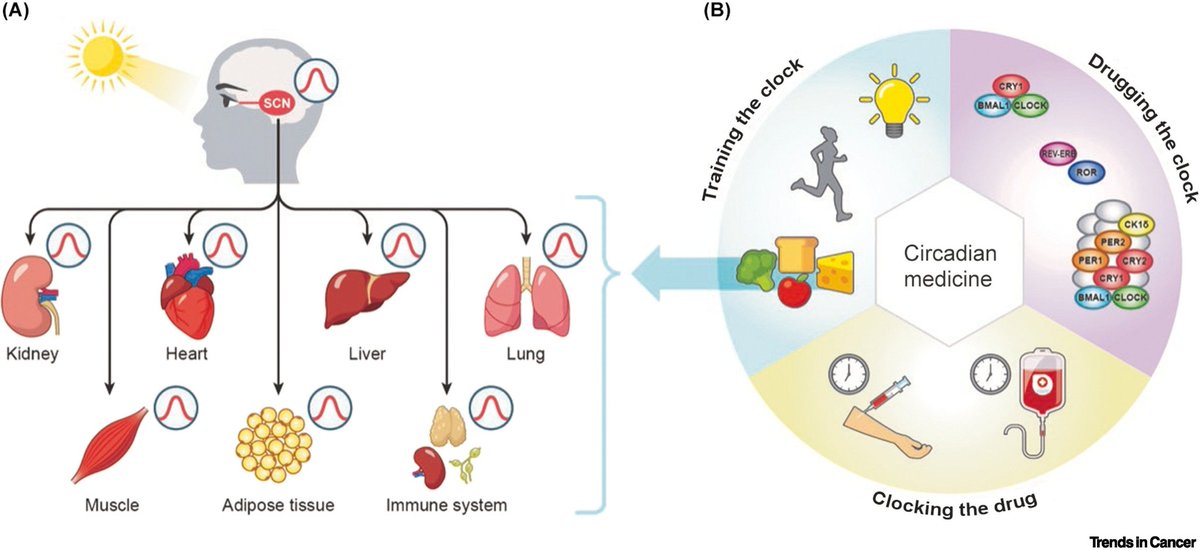 (A)
SCN
Kidney
Heart
Liver
Lung
Muscle
Adipose tissue
Immune system
(B)
Training the clock
Drugging the clock
CRY1
BMAL1 CLOCK
REV-ERB
ROR
CK1δ
PER2
PER1 CRY2
CRY1
BMAL1 CLOCK
Circadian
medicine
Clocking the drug
Trends in Cancer